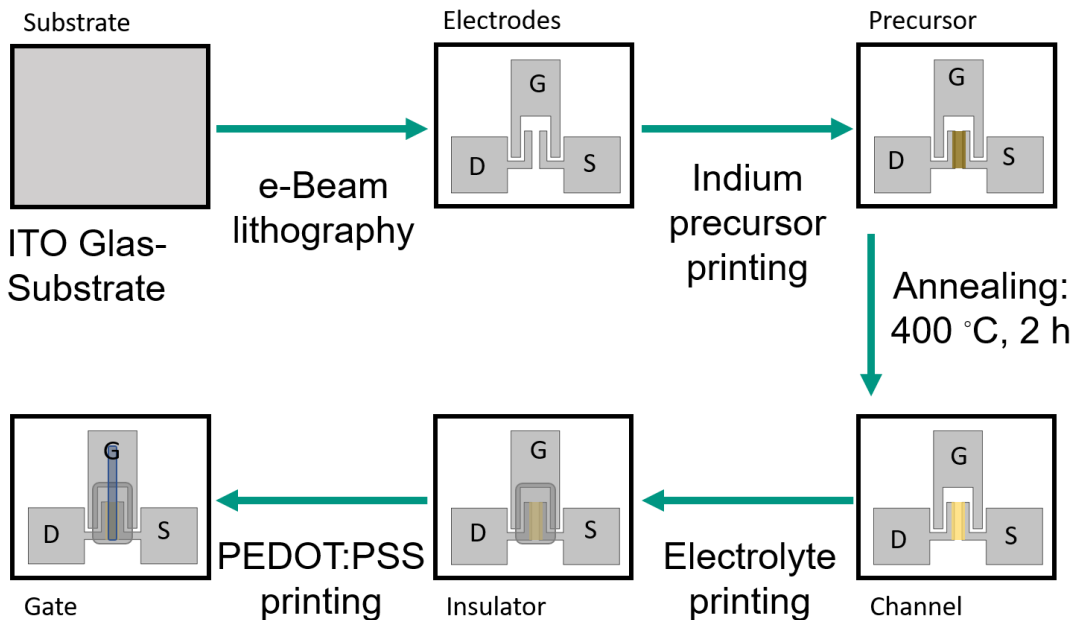 Substrate
ITO Glas-
Substrate
e-Beam
lithography
Electrodes
G
D
S
Indium
precursor
printing
Precursor
G
D
S
Annealing:
400 °C, 2 h
G
D
S
Channel
Electrolyte
printing
G
D
S
Insulator
PEDOT:PSS
printing
G
D
S
Gate